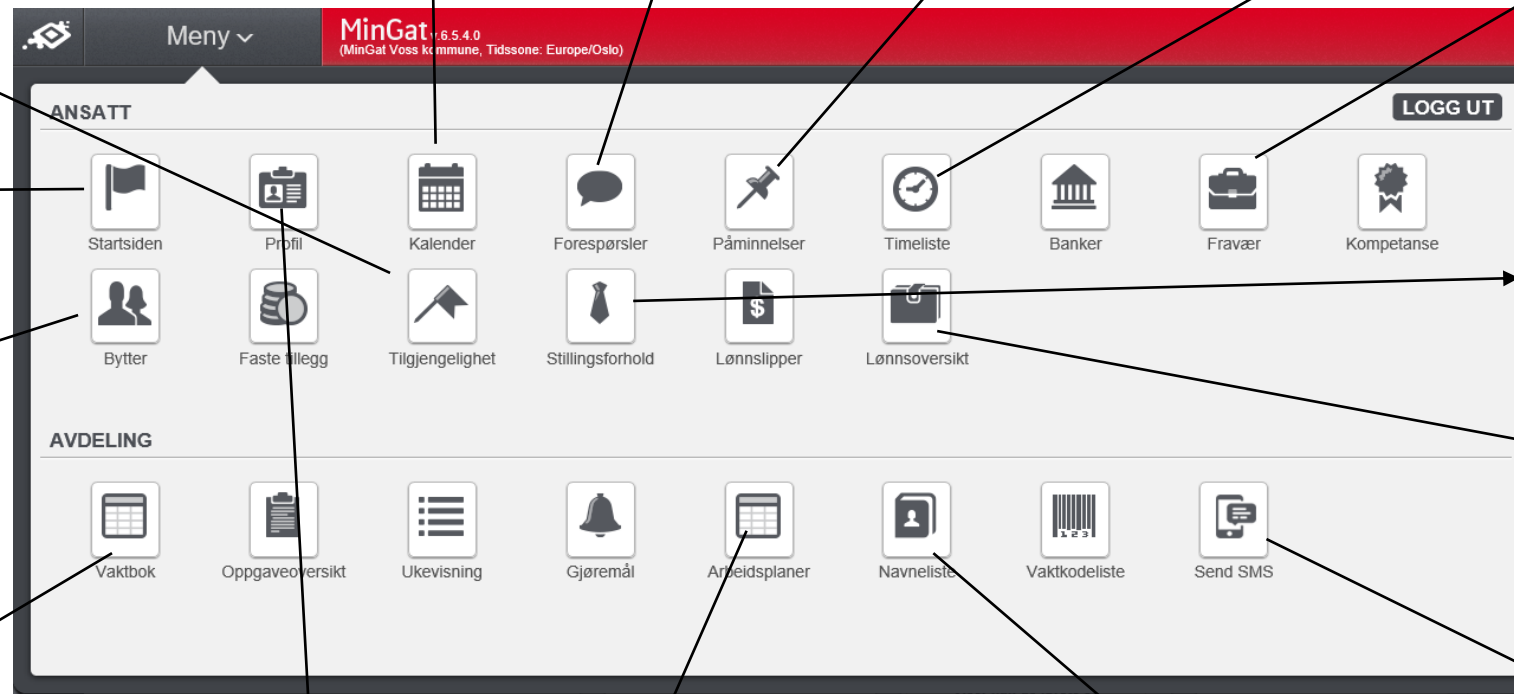 Meny
MinGat v.6.5.4.0
(MinGat Voss kommune, Tidssone: Europe/Oslo)
ANSATT
LOGG UT
Startsiden Profil Kalender Forespørsler Påminnelser Timeliste Banker Fravær Kompetanse
Bytter Faste tillegg Tilgjengelighet Stillingsforhold Lønnslipper Lønnsoversikt
AVDELING
123
Vaktbok Oppgaveoversikt Ukevisning Gjøremål Arbeidsplaner Navneliste Vaktkodeliste Send SMS